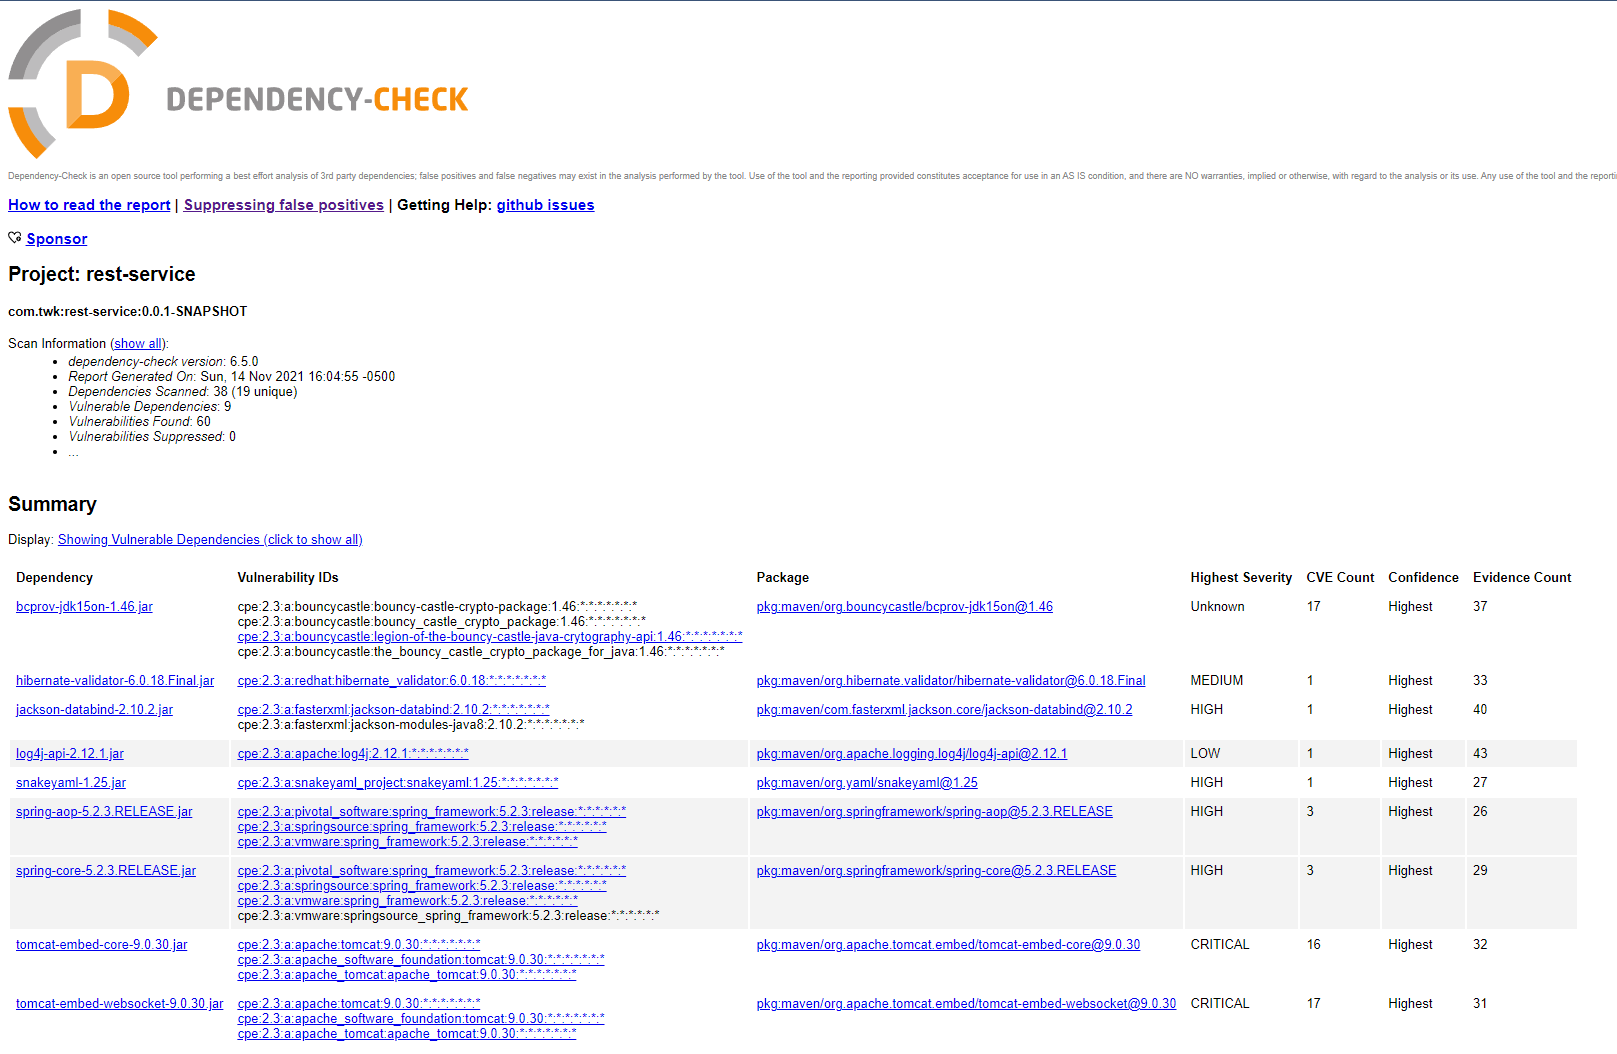 DEPENDENCY-CHECK
Dependency-Check is an open source tool performing a best effort analysis of 3rd party dependencies; false positives and false negatives may exist in the analysis performed by the tool. Use of the tool and the reporting provided constitutes acceptance for use in an AS IS condition, and there are NO warranties, implied or otherwise, with regard to the analysis or its use. Any use of the tool and the reporti
How to read the report | Suppressing false positives | Getting Help: github issues
Sponsor
Project: rest-service
com.twk:rest-service:0.0.1-SNAPSHOT
Scan Information (show all):
• dependency-check version: 6.5.0
• Report Generated On: Sun, 14 Nov 2021 16:04:55 -0500
• Dependencies Scanned: 38 (19 unique)
• Vulnerable Dependencies: 9
• Vulnerabilities Found: 60
• Vulnerabilities Suppressed: 0
• ...
Summary
Display: Showing Vulnerable Dependencies (click to show all)
Dependency Vulnerability IDs Package Highest Severity CVE Count Confidence Evidence Count
bcprov-jdk15on-1.46.jar cpe:2.3:a:bouncycastle:bouncy-castle-crypto-package:1.46:*:*:*:*:*:*:* pkg:maven/org.bouncycastle/bcprov-jdk15on@1.46 Unknown 17 Highest 37
cpe:2.3:a:bouncycastle:bouncy_castle_crypto_package:1.46:*:*:*:*:*:*:*
cpe:2.3:a:bouncycastle:legion-of-the-bouncy-castle-java-crytography-api:1.46:*:*:*:*:*:*:*
cpe:2.3:a:bouncycastle:the_bouncy_castle_crypto_package_for_java:1.46:*:*:*:*:*:*:*
hibernate-validator-6.0.18.Final.jar cpe:2.3:a:redhat:hibernate_validator:6.0.18:*:*:*:*:*:*:* pkg:maven/org.hibernate.validator/hibernate-validator@6.0.18.Final MEDIUM 1 Highest 33
jackson-databind-2.10.2.jar cpe:2.3:a:fasterxml:jackson-databind:2.10.2:*:*:*:*:*:*:* pkg:maven/com.fasterxml.jackson.core/jackson-databind@2.10.2 HIGH 1 Highest 40
cpe:2.3:a:fasterxml:jackson-modules-java8:2.10.2:*:*:*:*:*:*:*
log4j-api-2.12.1.jar cpe:2.3:a:apache:log4j:2.12.1:*:*:*:*:*:*:* pkg:maven/org.apache.logging.log4j/log4j-api@2.12.1 LOW 1 Highest 43
snakeyaml-1.25.jar cpe:2.3:a:snakeyaml_project:snakeyaml:1.25:*:*:*:*:*:*:* pkg:maven/org.yaml/snakeyaml@1.25 HIGH 1 Highest 27
spring-aop-5.2.3.RELEASE.jar cpe:2.3:a:pivotal_software:spring_framework:5.2.3:release:*:*:*:*:*:* pkg:maven/org.springframework/spring-aop@5.2.3.RELEASE HIGH 3 Highest 26
cpe:2.3:a:springsource:spring_framework:5.2.3:release:*:*:*:*:*:*
cpe:2.3:a:vmware:spring_framework:5.2.3:release:*:*:*:*:*:*
spring-core-5.2.3.RELEASE.jar cpe:2.3:a:pivotal_software:spring_framework:5.2.3:release:*:*:*:*:*:* pkg:maven/org.springframework/spring-core@5.2.3.RELEASE HIGH 3 Highest 29
cpe:2.3:a:springsource:spring_framework:5.2.3:release:*:*:*:*:*:*
cpe:2.3:a:vmware:spring_framework:5.2.3:release:*:*:*:*:*:*
cpe:2.3:a:vmware:springsource_spring_framework:5.2.3:release:*:*:*:*:*:*
tomcat-embed-core-9.0.30.jar cpe:2.3:a:apache:tomcat:9.0.30:*:*:*:*:*:*:* pkg:maven/org.apache.tomcat.embed/tomcat-embed-core@9.0.30 CRITICAL 16 Highest 32
cpe:2.3:a:apache_software_foundation:tomcat:9.0.30:*:*:*:*:*:*:*
cpe:2.3:a:apache_tomcat:apache_tomcat:9.0.30:*:*:*:*:*:*:*
tomcat-embed-websocket-9.0.30.jar cpe:2.3:a:apache:tomcat:9.0.30:*:*:*:*:*:*:* pkg:maven/org.apache.tomcat.embed/tomcat-embed-websocket@9.0.30 CRITICAL 17 Highest 31
cpe:2.3:a:apache_software_foundation:tomcat:9.0.30:*:*:*:*:*:*:*
cpe:2.3:a:apache_tomcat:apache_tomcat:9.0.30:*:*:*:*:*:*:*